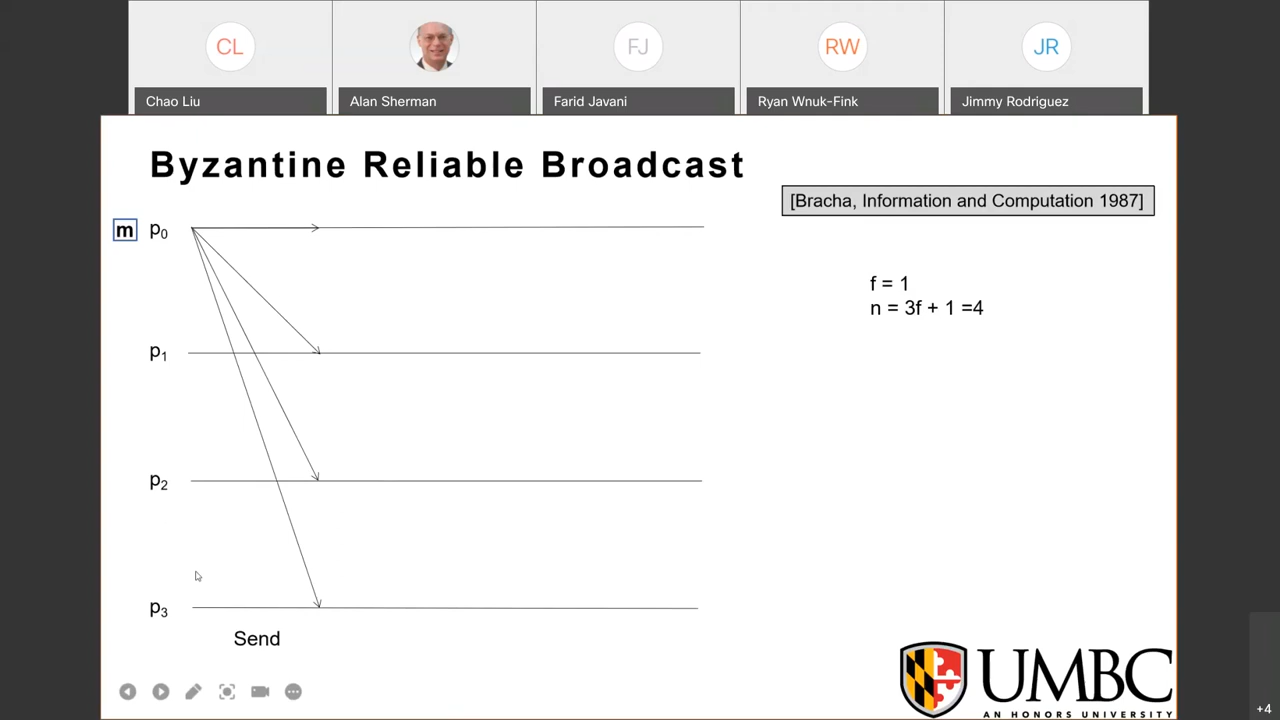 CL
FJ
RW
JR
Chao Liu
Alan Sherman
Farid Javani
Ryan Wnuk-Fink
Jimmy Rodriguez
Byzantine Reliable Broadcast
[Bracha, Information and Computation 1987]
m p₀
f = 1
n = 3f + 1 =4
p₁
p₂
p₃
Send
UMBC
AN HONORS UNIVERSITY
+4